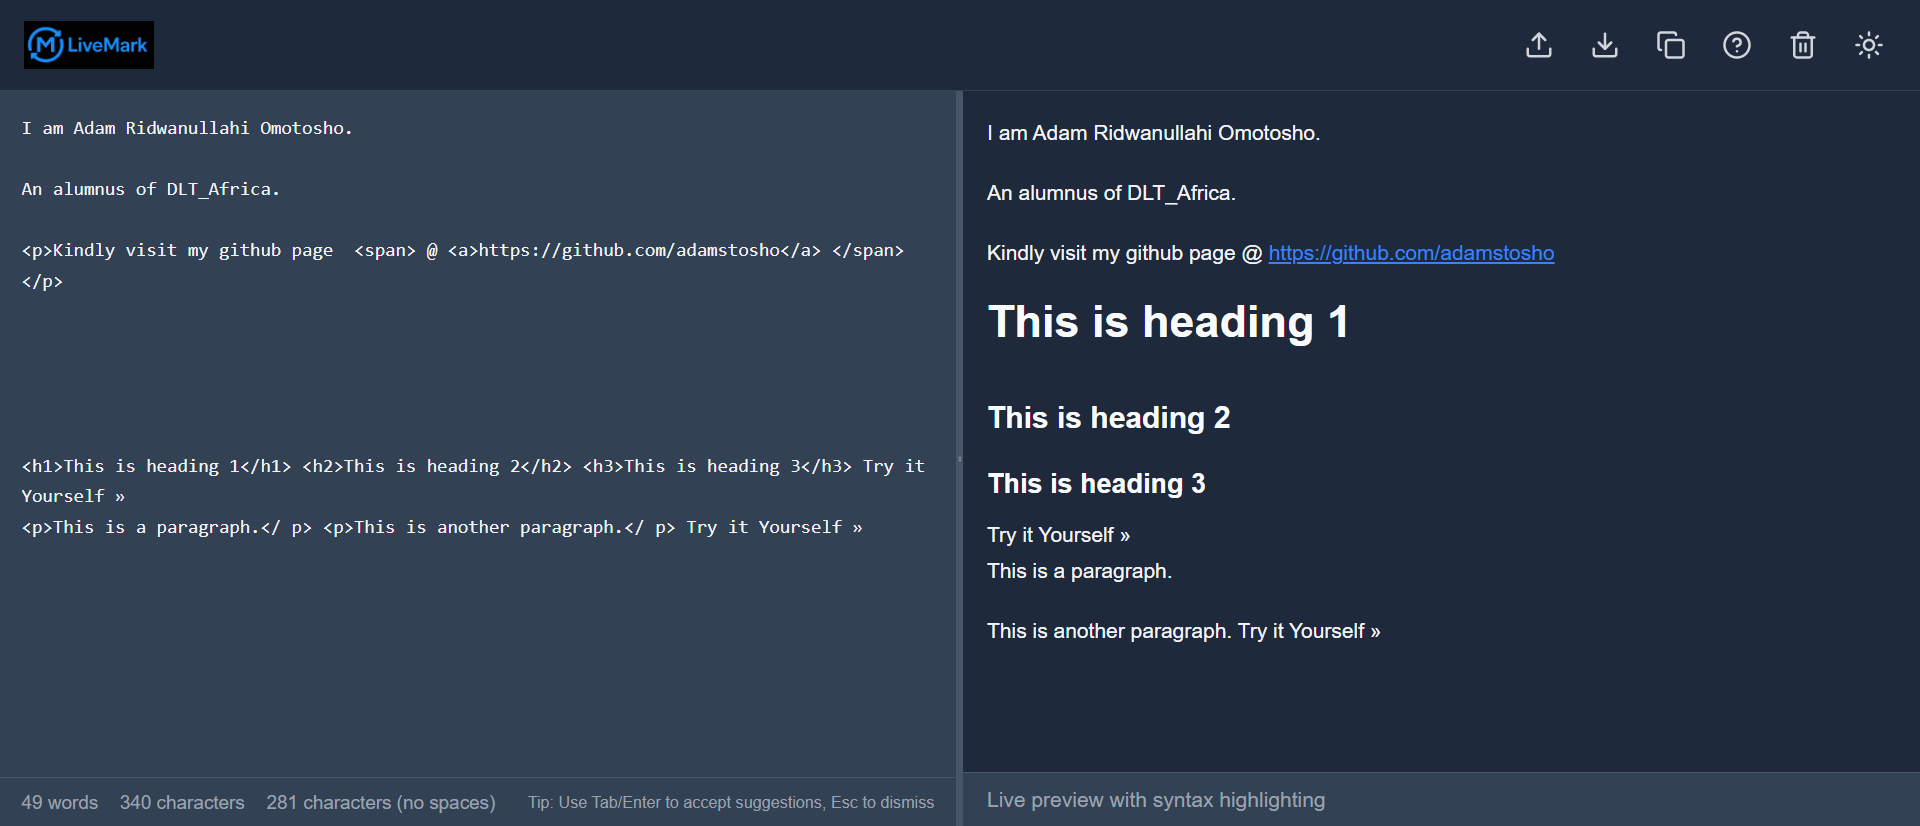 LiveMark
I am Adam Ridwanullahi Omotosho.
An alumnus of DLT_Africa.
<p>Kindly visit my github page  <span> @ <a>https://github.com/adamstosho</a> </span>
</p>
<h1>This is heading 1</h1> <h2>This is heading 2</h2> <h3>This is heading 3</h3> Try it
Yourself »
<p>This is a paragraph.</ p> <p>This is another paragraph.</ p> Try it Yourself »
49 words 340 characters 281 characters (no spaces) Tip: Use Tab/Enter to accept suggestions, Esc to dismiss
I am Adam Ridwanullahi Omotosho.
An alumnus of DLT_Africa.
Kindly visit my github page @ https://github.com/adamstosho
This is heading 1
This is heading 2
This is heading 3
Try it Yourself »
This is a paragraph.
This is another paragraph. Try it Yourself »
Live preview with syntax highlighting